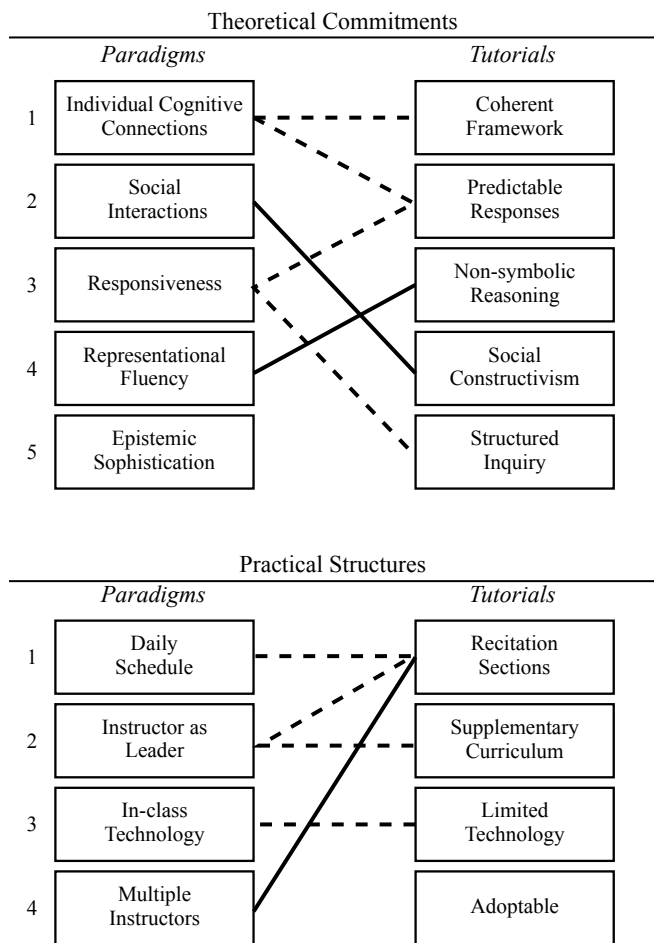 Theoretical Commitments
Paradigms
Tutorials
1
Individual Cognitive
Connections
Coherent
Framework
2
Social
Interactions
Predictable
Responses
3
Responsiveness
Non-symbolic
Reasoning
4
Representational
Fluency
Social
Constructivism
5
Epistemic
Sophistication
Structured
Inquiry
Practical Structures
Paradigms
Tutorials
1
Daily
Schedule
Recitation
Sections
2
Instructor as
Leader
Supplementary
Curriculum
3
In-class
Technology
Limited
Technology
4
Multiple
Instructors
Adoptable